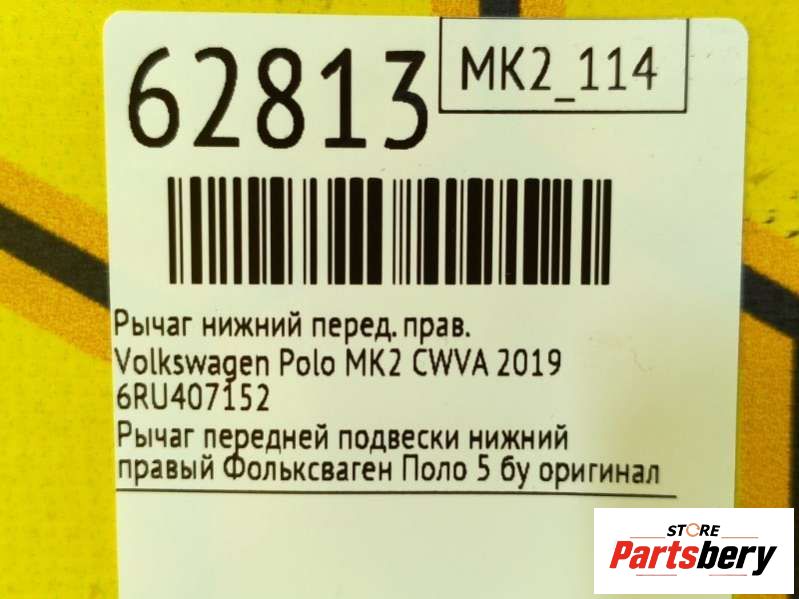 62813
MK2_114
Рычаг нижний перед. прав.
Volkswagen Polo MK2 CWVA 2019
6RU407152
Рычаг передней подвески нижний
правый Фольксваген Поло 5 бу оригинал
STORE
Partsbery